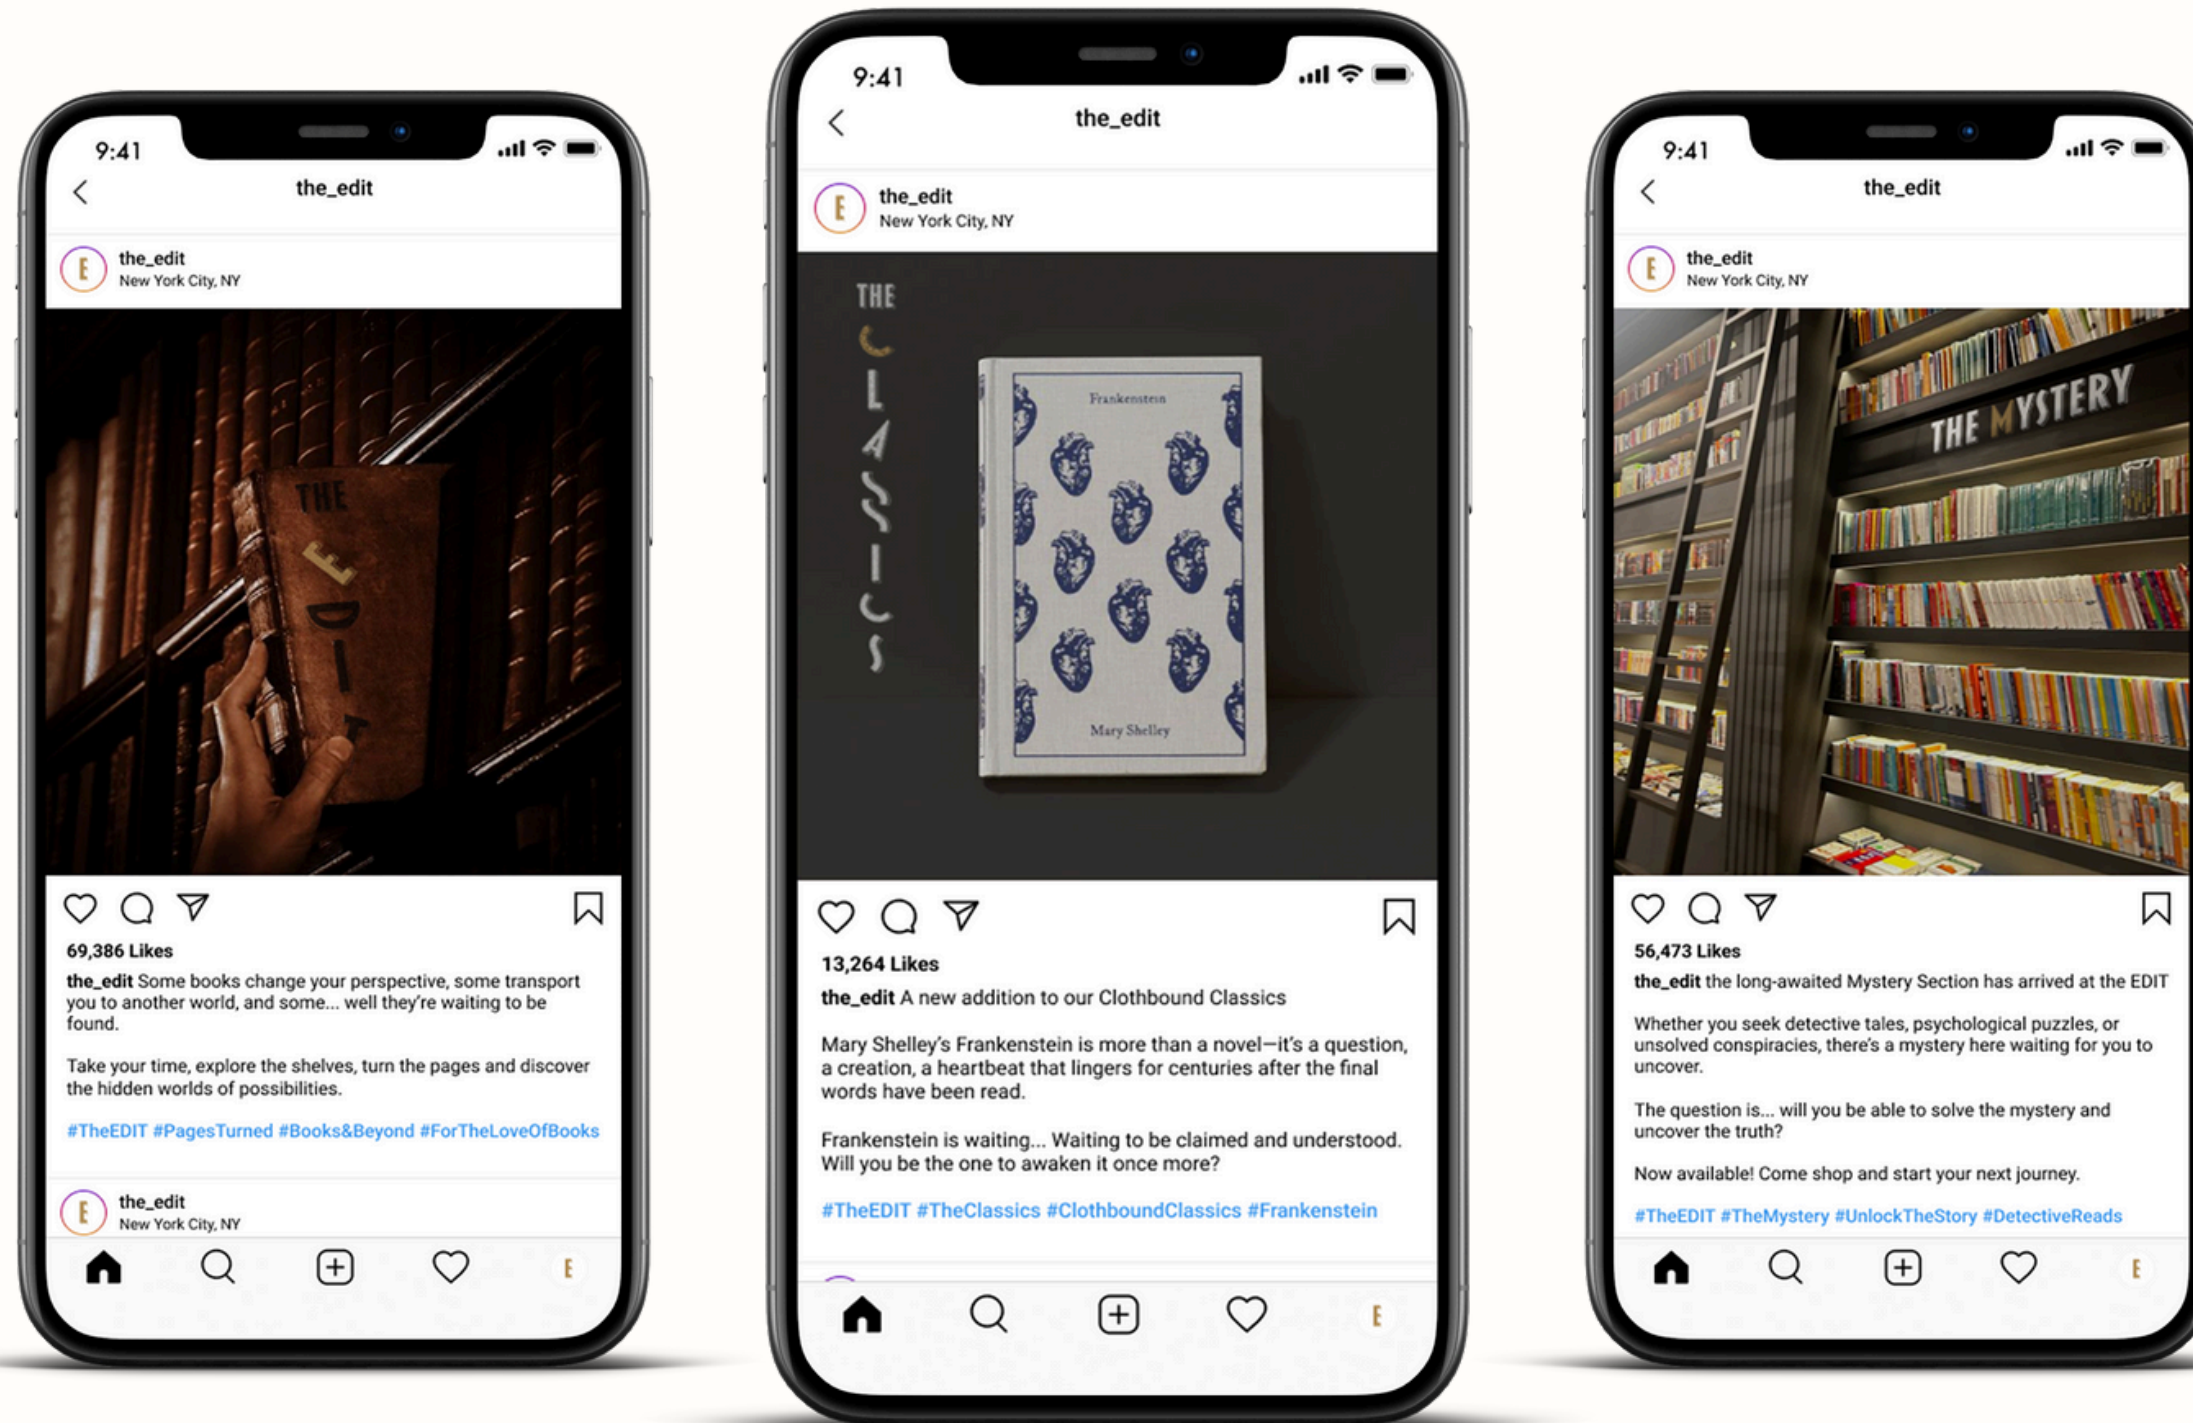 9:41
the_edit
the_edit
New York City, NY
THE
EDIT
69,386 Likes
the_edit Some books change your perspective, some transport
you to another world, and some... well they're waiting to be
found.
Take your time, explore the shelves, turn the pages and discover
the hidden worlds of possibilities.
#TheEDIT #PagesTurned #Books&Beyond #ForTheLoveOfBooks
E
the_edit
New York City, NY
E
9:41
the_edit
E
the_edit
New York City, NY
THE
CLASSICS
Frankenstein
Mary Shelley
13,264 Likes
the_edit A new addition to our Clothbound Classics
Mary Shelley's Frankenstein is more than a novel—it's a question,
a creation, a heartbeat that lingers for centuries after the final
words have been read.
Frankenstein is waiting... Waiting to be claimed and understood.
Will you be the one to awaken it once more?
#TheEDIT #TheClassics #ClothboundClassics #Frankenstein
E
9:41
the_edit
E
the_edit
New York City, NY
THE MYSTERY
56,473 Likes
the_edit the long-awaited Mystery Section has arrived at the EDIT
Whether you seek detective tales, psychological puzzles, or
unsolved conspiracies, there's a mystery here waiting for you to
uncover.
The question is... will you be able to solve the mystery and
uncover the truth?
Now available! Come shop and start your next journey.
#TheEDIT #TheMystery #UnlockTheStory #DetectiveReads
E